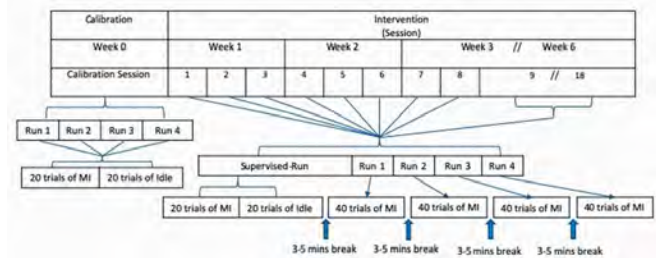 Calibration
Intervention
(Session)
Week 0
Week 1
Week 2
Week 3 // Week 6
Calibration Session
1 2 3 4 5 6 7 8 9 // 18
Run 1 Run 2 Run 3 Run 4
Supervised-Run Run 1 Run 2 Run 3 Run 4
20 trials of MI 20 trials of Idle
20 trials of MI 20 trials of Idle 40 trials of MI 40 trials of MI 40 trials of MI 40 trials of MI
3-5 mins break 3-5 mins break 3-5 mins break 3-5 mins break